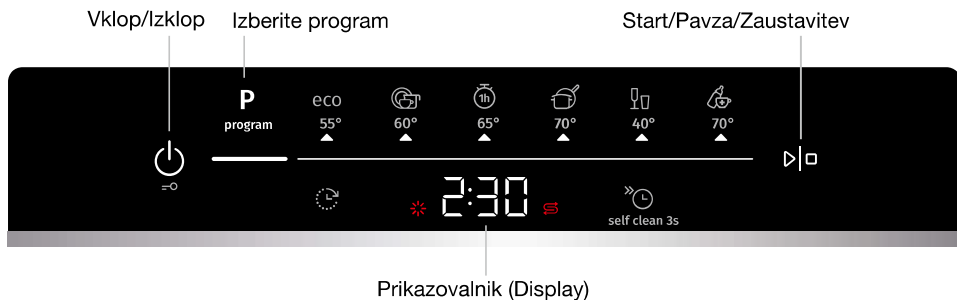 Vklop/Izklop Izberite program Start/Pavza/Zaustavitev
P
program
eco 1h
55° 60° 65° 70° 40° 70°
2:30
self clean 3s
Prikazovalnik (Display)